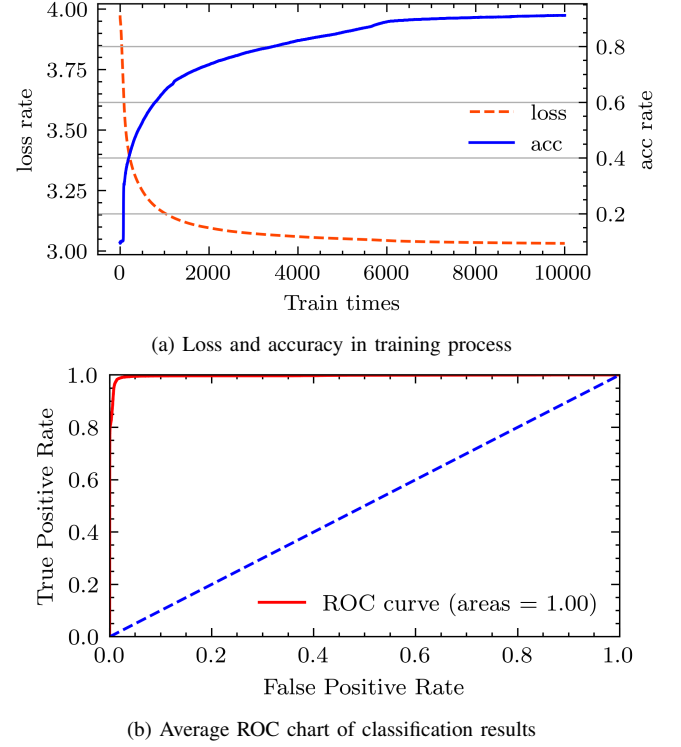 4.00
3.75
3.50
3.25
3.00
loss rate
0.8
0.6
0.4
0.2
acc rate
loss
acc
0 2000 4000 6000 8000 10000
Train times
(a) Loss and accuracy in training process
1.0
0.8
0.6
0.4
0.2
0.0
True Positive Rate
ROC curve (areas = 1.00)
0.0 0.2 0.4 0.6 0.8 1.0
False Positive Rate
(b) Average ROC chart of classification results